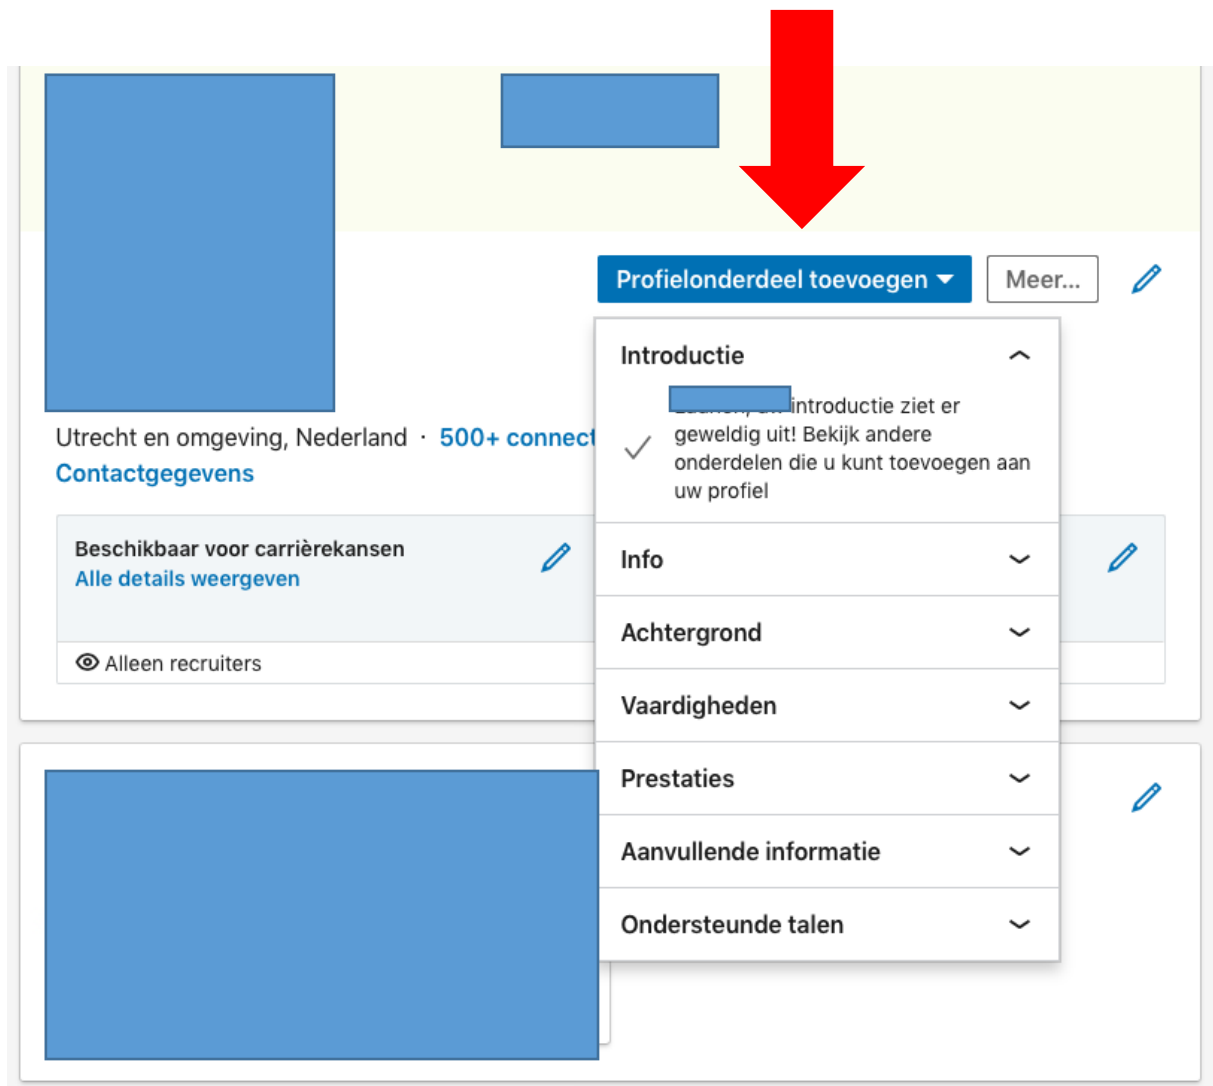 Profielonderdeel toevoegen
Meer...
Introductie
introductie ziet er
geweldig uit! Bekijk andere
onderdelen die u kunt toevoegen aan
uw profiel
Utrecht en omgeving, Nederland · 500+ connect
Contactgegevens
Beschikbaar voor carrièrekansen
Alle details weergeven
Alleen recruiters
Info
Achtergrond
Vaardigheden
Prestaties
Aanvullende informatie
Ondersteunde talen